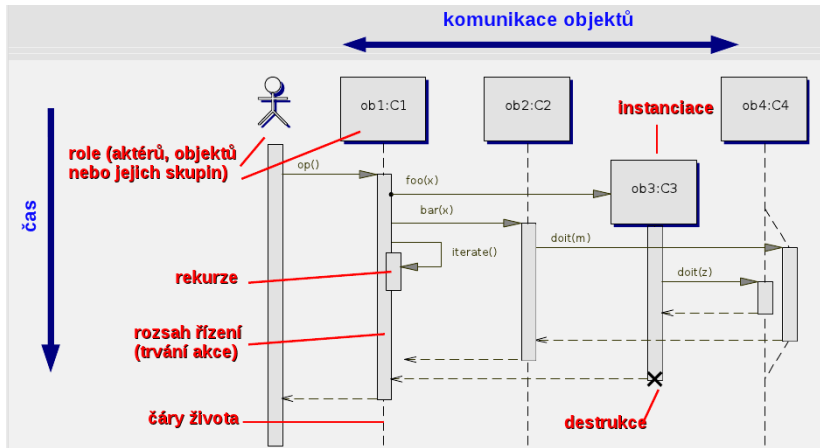 komunikace objektů
ob1:C1
ob2:C2
instanciace
ob4:C4
role (aktérů, objektů
nebo jejich skupin)
op()
foo(x)
ob3:C3
čas
bar(x)
iterate()
doit(m)
rekurze
doit(z)
rozsah řízení
(trvání akce)
čáry života
destrukce